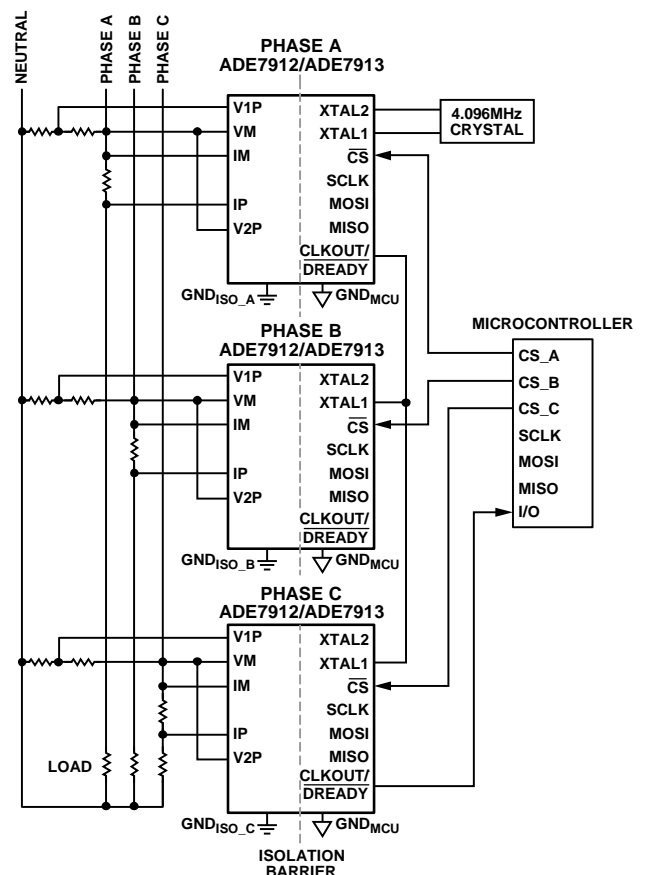 NEUTRAL
PHASE A
PHASE B
PHASE C
PHASE A
ADE7912/ADE7913
V1P
VM
IM
IP
V2P
XTAL2
XTAL1
CS
SCLK
MOSI
MISO
CLKOUT/
DREADY
4.096MHz
CRYSTAL
GNDISO_A
GNDMCU
PHASE B
ADE7912/ADE7913
V1P
VM
IM
IP
V2P
XTAL2
XTAL1
CS
SCLK
MOSI
MISO
CLKOUT/
DREADY
GNDISO_B
GNDMCU
MICROCONTROLLER
CS_A
CS_B
CS_C
SCLK
MOSI
MISO
I/O
PHASE C
ADE7912/ADE7913
V1P
VM
IM
IP
V2P
XTAL2
XTAL1
CS
SCLK
MOSI
MISO
CLKOUT/
DREADY
LOAD
GNDISO_C
GNDMCU
ISOLATION
BARRIER